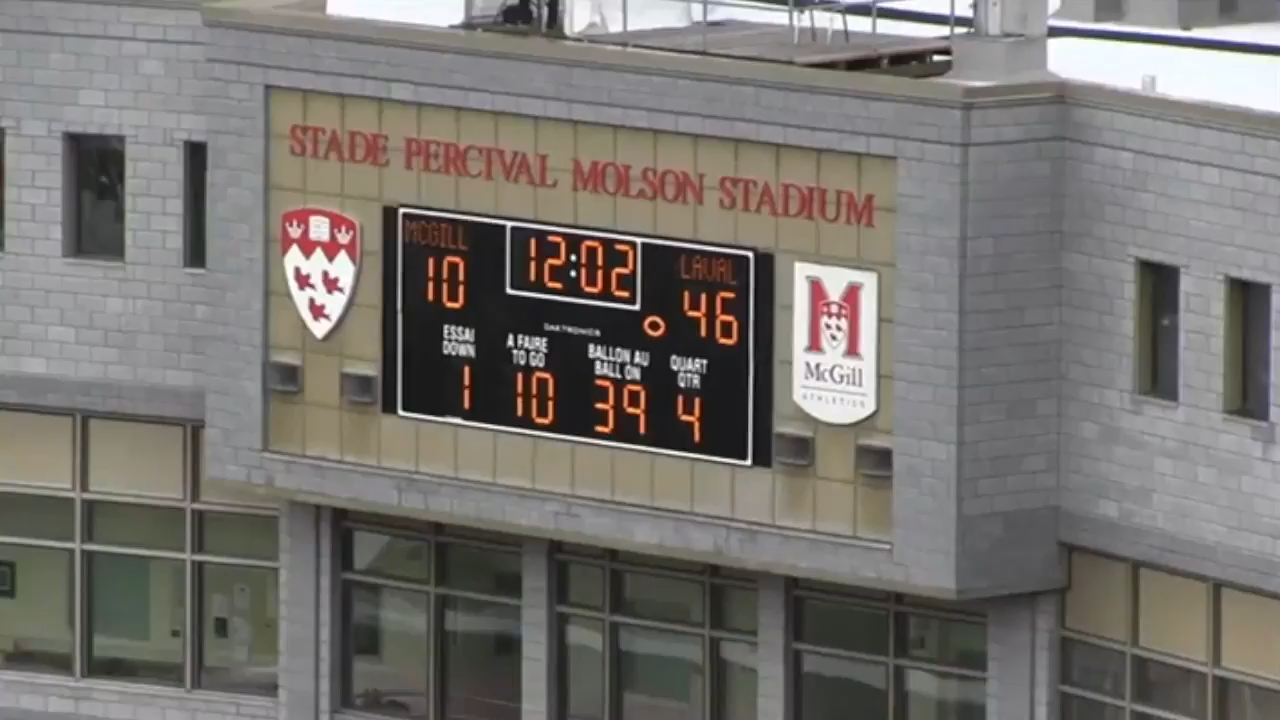 STADE PERCIVAL MOLSON STADIUM
MCGILL
12:02
LAVAL
10
46
DAKTRONICS
ESSAI
DOWN
A FAIRE
TO GO
BALLON AU
BALL ON
QUART
QTR
1
10
39
4
M
McGill
ATHLETICS